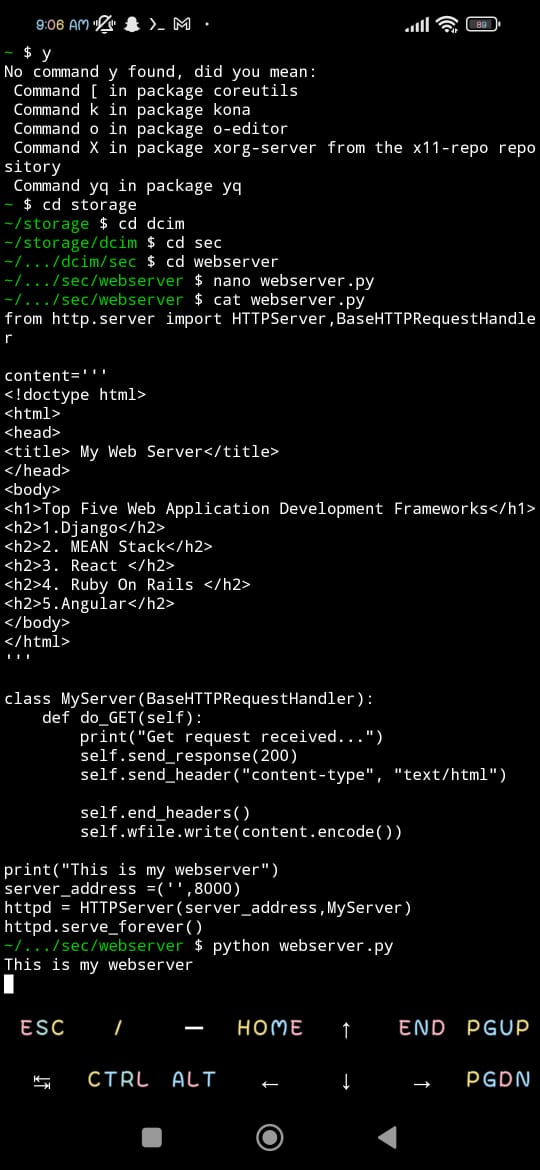 9:06 AM 89
~ $ y
No command y found, did you mean:
 Command [ in package coreutils
 Command k in package kona
 Command o in package o-editor
 Command X in package xorg-server from the x11-repo repo
sitory
 Command yq in package yq
~ $ cd storage
~/storage $ cd dcim
~/storage/dcim $ cd sec
~/.../dcim/sec $ cd webserver
~/.../sec/webserver $ nano webserver.py
~/.../sec/webserver $ cat webserver.py
from http.server import HTTPServer,BaseHTTPRequestHandle
r

content='''
<!doctype html>
<html>
<head>
<title> My Web Server</title>
</head>
<body>
<h1>Top Five Web Application Development Frameworks</h1>
<h2>1.Django</h2>
<h2>2. MEAN Stack</h2>
<h2>3. React </h2>
<h2>4. Ruby On Rails </h2>
<h2>5.Angular</h2>
</body>
</html>
'''

class MyServer(BaseHTTPRequestHandler):
    def do_GET(self):
        print("Get request received...")
        self.send_response(200)
        self.send_header("content-type", "text/html")

        self.end_headers()
        self.wfile.write(content.encode())

print("This is my webserver")
server_address =('',8000)
httpd = HTTPServer(server_address,MyServer)
httpd.serve_forever()
~/.../sec/webserver $ python webserver.py
This is my webserver
ESC / — HOME ↑ END PGUP
↹ CTRL ALT ← ↓ → PGDN